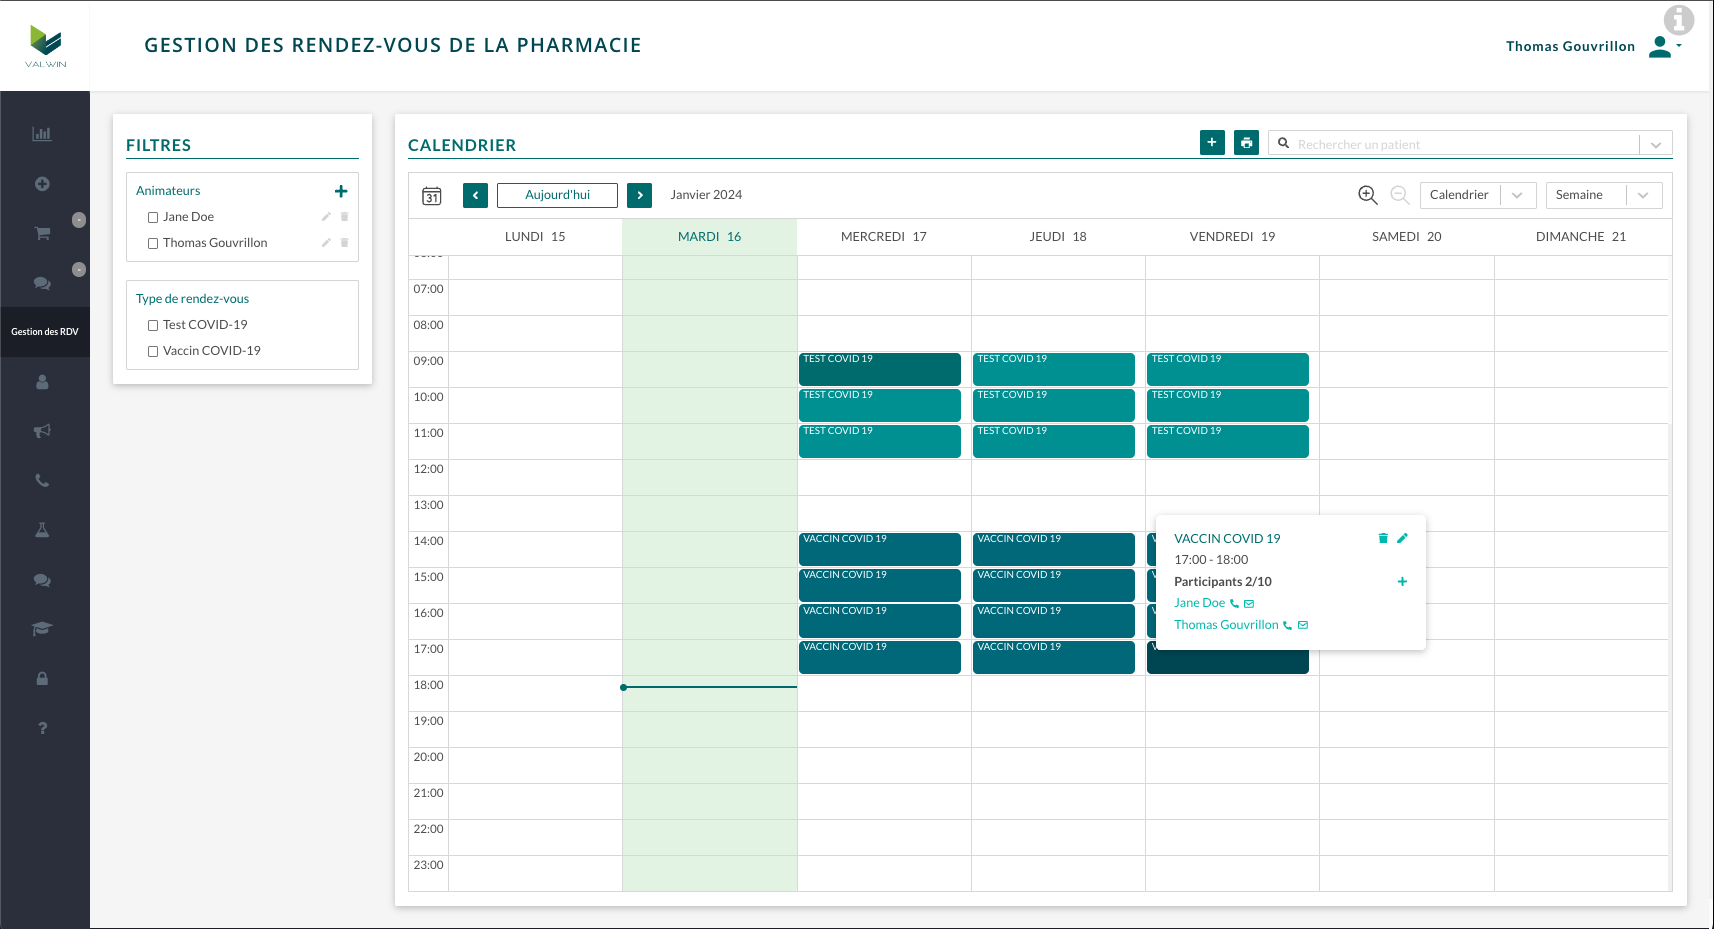 VALWIN
GESTION DES RENDEZ-VOUS DE LA PHARMACIE
Thomas Gouvrillon
Gestion des RDV
FILTRES
Animateurs
Jane Doe
Thomas Gouvrillon
Type de rendez-vous
Test COVID-19
Vaccin COVID-19
CALENDRIER
Rechercher un patient
31 Aujourd'hui Janvier 2024 Calendrier Semaine
LUNDI 15 MARDI 16 MERCREDI 17 JEUDI 18 VENDREDI 19 SAMEDI 20 DIMANCHE 21
07:00
08:00
09:00 TEST COVID 19 TEST COVID 19 TEST COVID 19
10:00 TEST COVID 19 TEST COVID 19 TEST COVID 19
11:00 TEST COVID 19 TEST COVID 19 TEST COVID 19
12:00
13:00
14:00 VACCIN COVID 19 VACCIN COVID 19
15:00 VACCIN COVID 19 VACCIN COVID 19
16:00 VACCIN COVID 19 VACCIN COVID 19
17:00 VACCIN COVID 19 VACCIN COVID 19
18:00
19:00
20:00
21:00
22:00
23:00
VACCIN COVID 19
17:00 - 18:00
Participants 2/10
Jane Doe
Thomas Gouvrillon